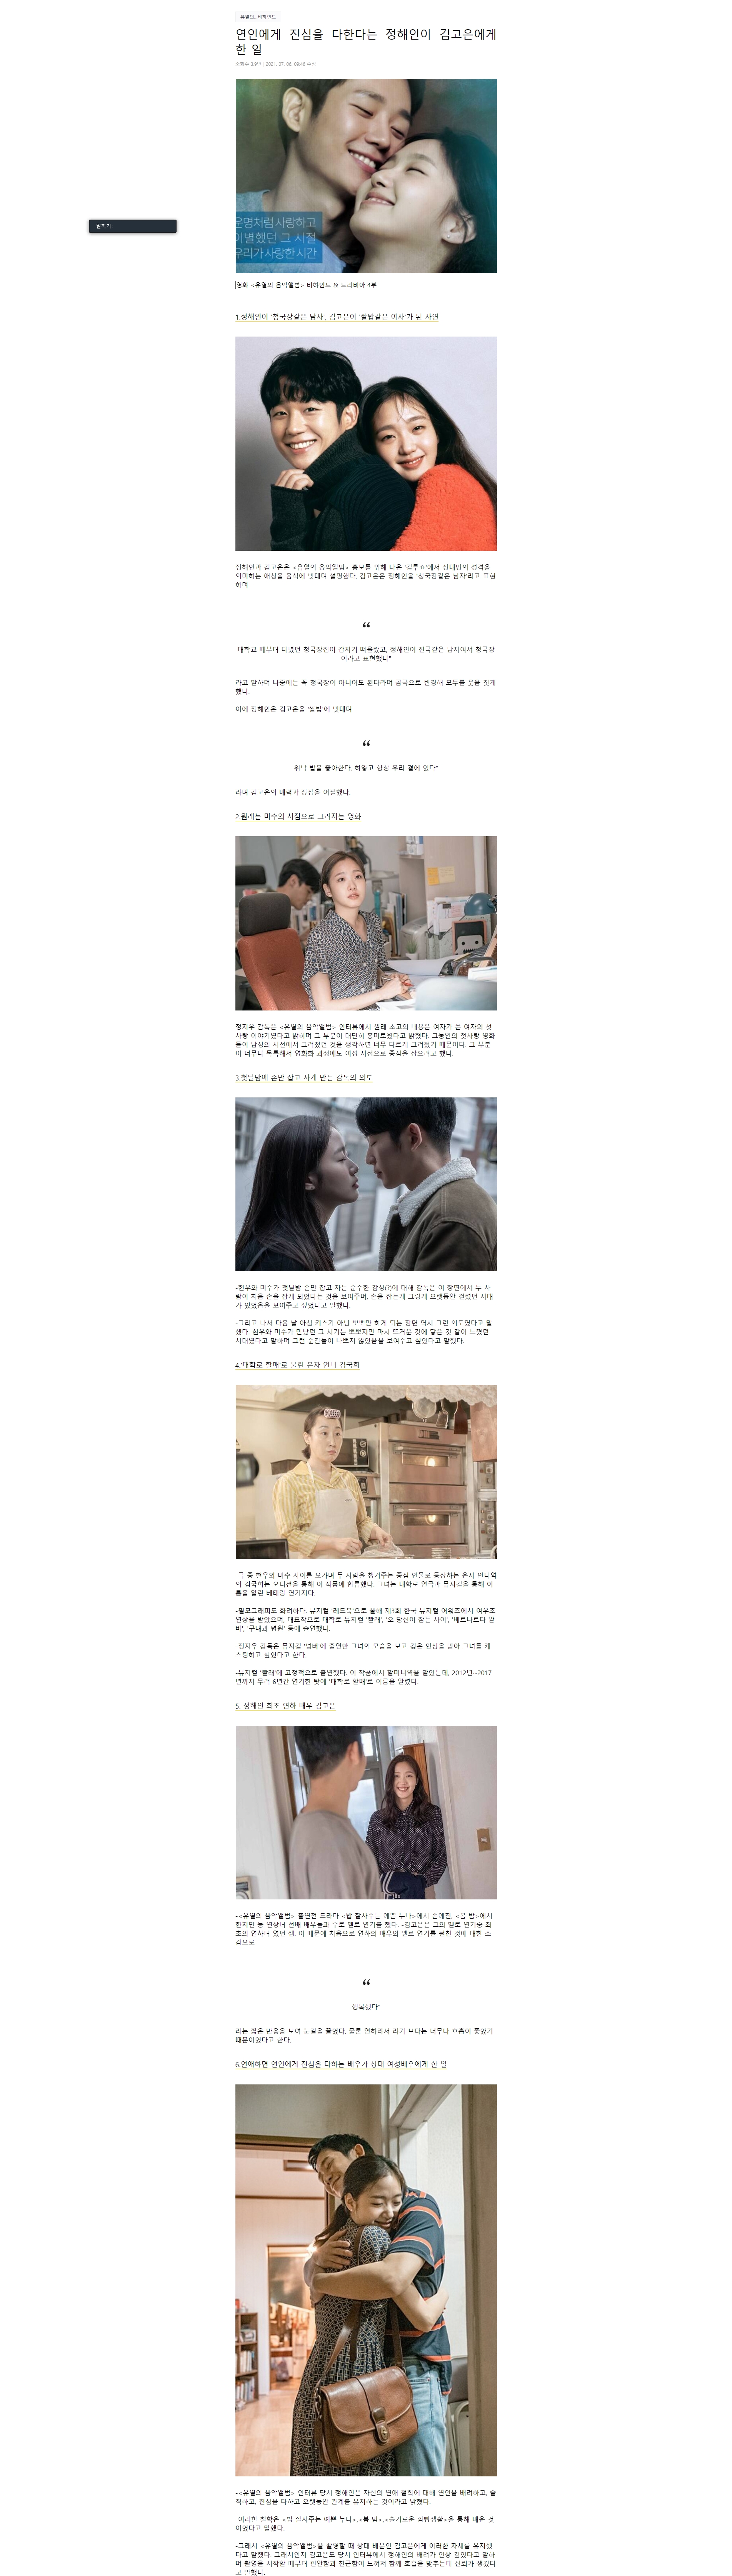 유열의..비하인드
연인에게 진심을 다한다는 정해인이 김고은에게
한 일
조회수 2021. 07. 08. 09:46 수정
말하기:
운명처럼 사랑하고
이별했던 그 시절
우리가 사랑한 시간
영화 <유열의 음악앨범> 비하인드 & 트리비아 4부
1.정해인이 '청국장같은 남자', 김고은이 '쌀밥같은 여자'가 된 사연
정해인과 김고은은 <유열의 음악앨범> 홍보를 위해 나온 '컬투쇼'에서 상대방의 성격을
의미하는 매칭을 음식에 빗대며 설명했다. 김고은은 정해인을 '청국장같은 남자'라고 표현
하며
“
대학교 때부터 다녔던 청국장집이 갑자기 떠올랐고, 정해인이 진국같은 남자여서 청국장
이라고 표현했다"
라고 말하며 나중에는 꼭 청국장이 아니어도 된다라며 곰국으로 변경해 모두를 웃음 짓게
했다.
이에 정해인은 김고은을 '쌀밥'에 빗대며
“
워낙 밥을 좋아한다. 하얗고 항상 우리 곁에 있다"
라며 김고은의 매력과 장점을 어필했다.
2.원래는 미수의 시점으로 그려지는 영화
정지우 감독은 <유열의 음악앨범> 인터뷰에서 원래 초고의 내용은 여자가 쓴 여자의 첫
사랑 이야기였다고 밝히며 그 부분이 대단히 흥미로웠다고 밝혔다. 그동안의 첫사랑 영화
들이 남성의 시선에서 그려졌던 것을 생각하면 너무 다르게 그려졌기 때문이다. 그 부분
이 너무나 독특해서 영화화 과정에도 여성 시점으로 중심을 잡으려고 했다.
3.첫날밤에 손만 잡고 자게 만든 감독의 의도
-현우와 미수가 첫날밤 손만 잡고 자는 순수한 감성(?)에 대해 감독은 이 장면에서 두 사
람이 처음 손을 잡게 되었다는 것을 보여주며, 손을 잡는게 그렇게 오랫동안 걸렸던 시대
가 있었음을 보여주고 싶었다고 말했다.
-그리고 나서 다음 날 아침 키스가 아닌 뽀뽀만 하게 되는 장면 역시 그런 의도였다고 말
했다. 현우와 미수가 만났던 그 시기는 뽀뽀지만 마치 뜨거운 것에 닿은 것 같이 느꼈던
시대였다고 말하며 그런 순간들이 나쁘지 않았음을 보여주고 싶었다고 말했다.
4.'대학로 할매'로 불린 은자 언니 김국희
-극 중 현우와 미수 사이를 오가며 두 사람을 챙겨주는 중심 인물로 등장하는 은자 언니역
의 김국희는 오디션을 통해 이 작품에 합류했다. 그녀는 대학로 연극과 뮤지컬을 통해 이
름을 알린 베테랑 연기자다.
-필모그래피도 화려하다. 뮤지컬 '레드북'으로 올해 제3회 한국 뮤지컬 어워즈에서 여우조
연상을 받았으며, 대표작으로 대학로 뮤지컬 '빨래', '오 당신이 잠든 사이', '베르나르다 알
바', '구내과 병원' 등에 출연했다.
-정지우 감독은 뮤지컬 '넘버'에 출연한 그녀의 모습을 보고 깊은 인상을 받아 그녀를 캐
스팅하고 싶었다고 한다.
-뮤지컬 '빨래'에 고정적으로 출연했다. 이 작품에서 할머니역을 맡았는데, 2012년~2017
년까지 무려 6년간 연기한 탓에 '대학로 할매'로 이름을 알렸다.
5. 정해인 최초 연하 배우 김고은
-<유열의 음악앨범> 출연전 드라마 <밥 잘사주는 예쁜 누나>에서 손예진, <봄 밤>에서
한지민 등 연상녀 선배 배우들과 주로 멜로 연기를 했다. -김고은은 그의 멜로 연기중 최
초의 연하녀 였던 셈. 이 때문에 처음으로 연하의 배우와 멜로 연기를 펼친 것에 대한 소
감으로
“
행복했다"
라는 짧은 반응을 보여 눈길을 끌었다. 물론 연하라서 라기 보다는 너무나 호흡이 좋았기
때문이었다고 한다.
6.연애하면 연인에게 진심을 다하는 배우가 상대 여성배우에게 한 일
-<유열의 음악앨범> 인터뷰 당시 정해인은 자신의 연애 철학에 대해 연인을 배려하고, 솔
직하고, 진심을 다하고 오랫동안 관계를 유지하는 것이라고 밝혔다.
-이러한 철학은 <밥 잘사주는 예쁜 누나>,<봄 밤>,<슬기로운 깜빵생활>을 통해 배운 것
이었다고 말했다.
-그래서 <유열의 음악앨범>을 촬영할 때 상대 배우인 김고은에게 이러한 자세를 유지했
다고 말했다. 그래서인지 김고은도 당시 인터뷰에서 정해인의 배려가 인상 깊었다고 말하
며 촬영을 시작할 때부터 편안함과 친근함이 느껴져 함께 호흡을 맞추는데 신뢰가 생겼다
고 말했다.